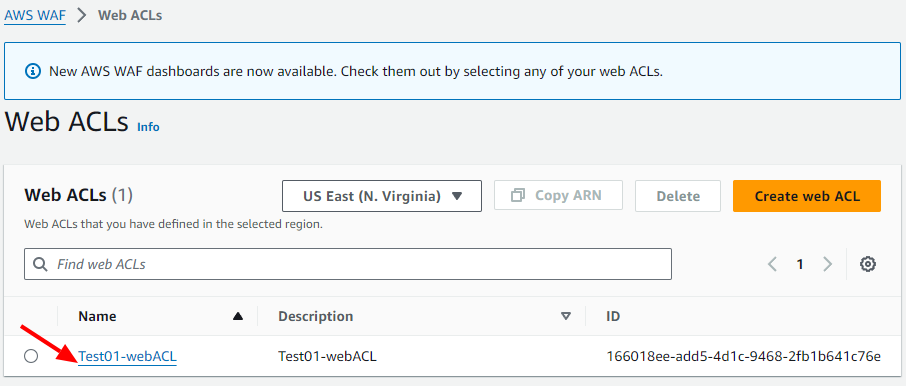 AWS WAF > Web ACLs
New AWS WAF dashboards are now available. Check them out by selecting any of your web ACLs.
Web ACLs Info
Web ACLs (1) US East (N. Virginia) Copy ARN Delete Create web ACL
Web ACLs that you have defined in the selected region.
Find web ACLs 1
Name Description ID
Test01-webACL Test01-webACL 166018ee-add5-4d1c-9468-2fb1b641c76e